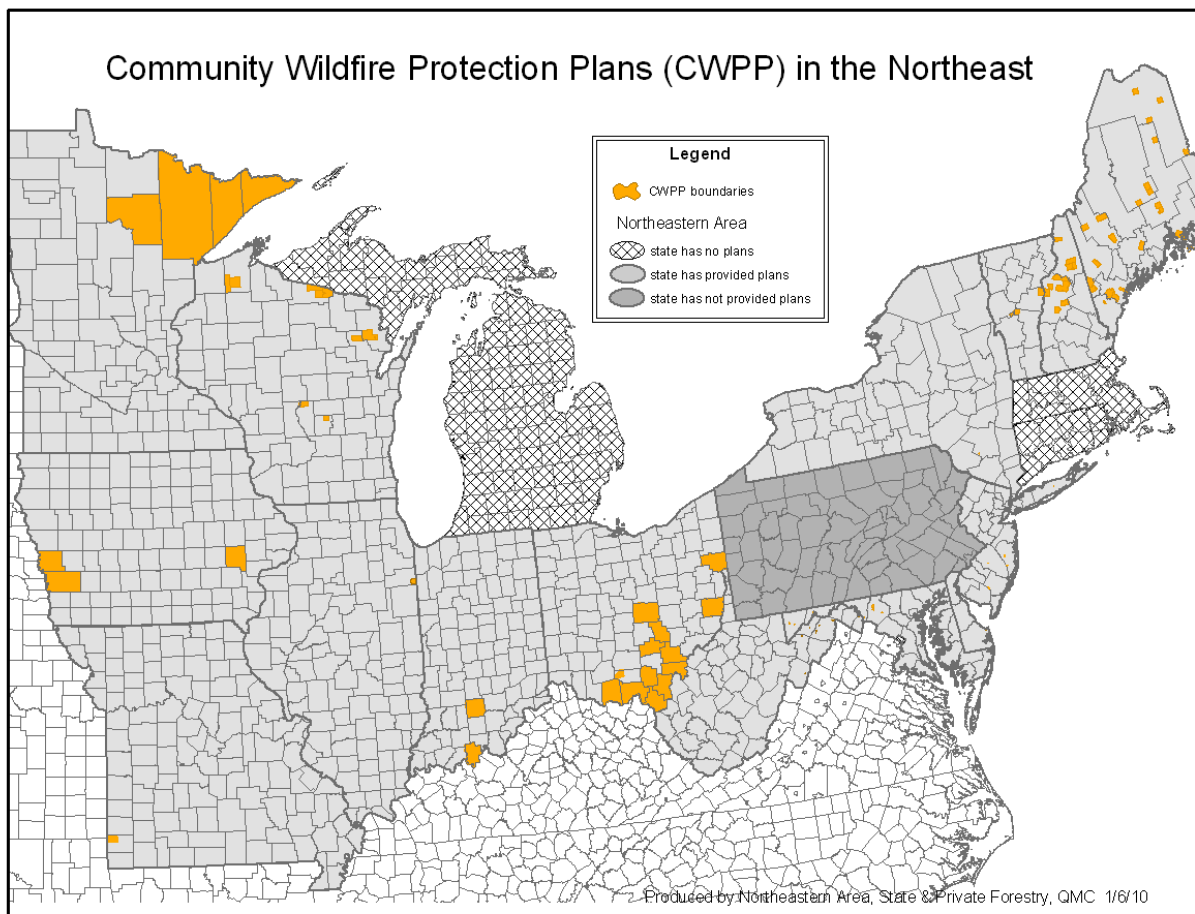 Community Wildfire Protection Plans (CWPP) in the Northeast
Legend
CWPP boundaries
Northeastern Area
state has no plans
state has provided plans
state has not provided plans
Produced by Northeastern Area, State & Private Forestry, QMC 1/6/10